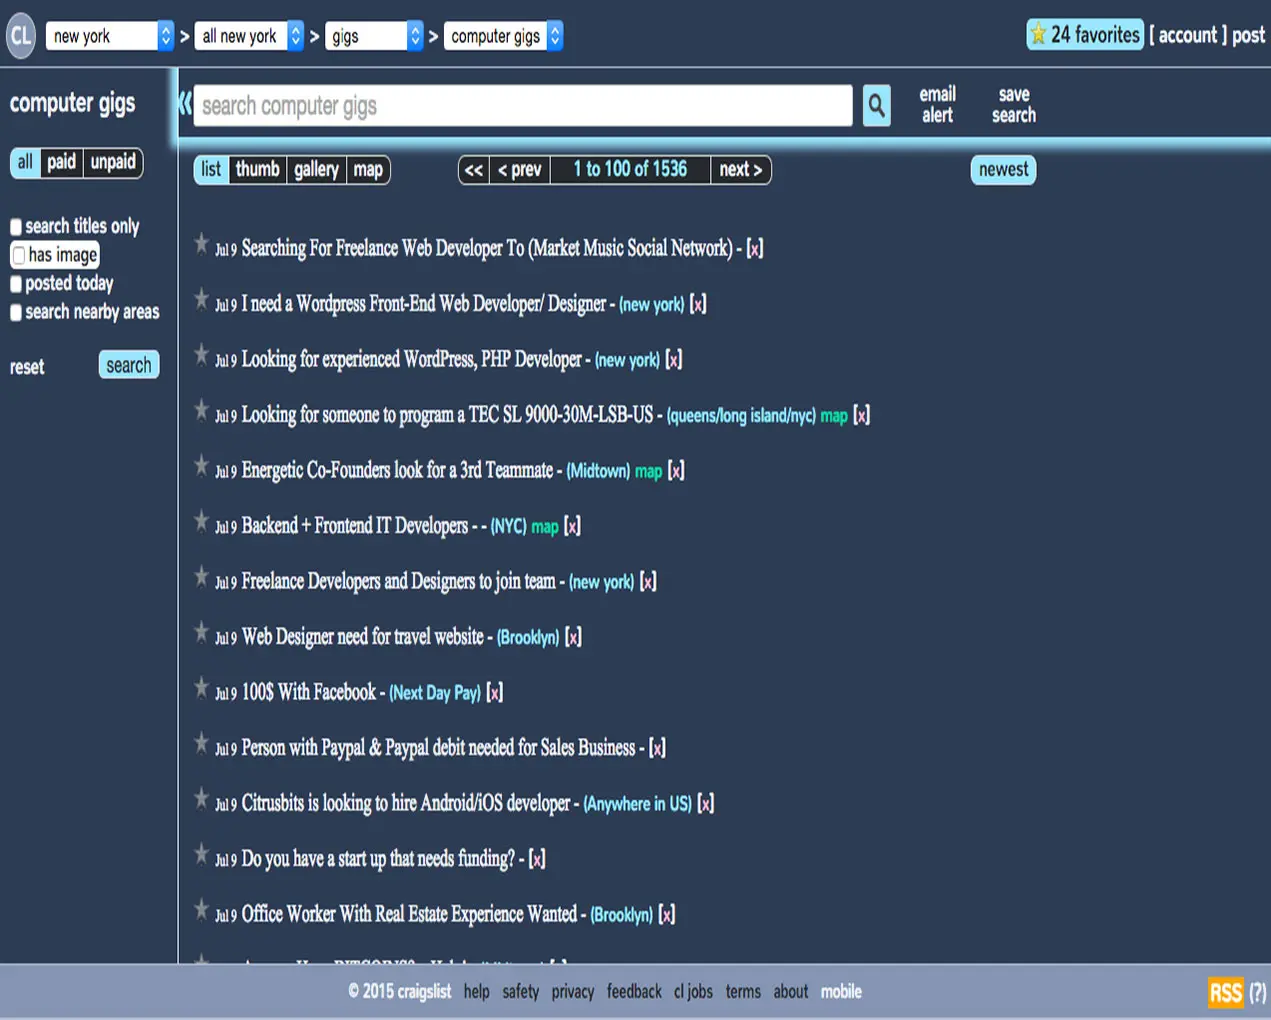 CL new york > all new york > gigs > computer gigs 24 favorites [ account ] post
computer gigs
all paid unpaid
search titles only
has image
posted today
search nearby areas
reset search
search computer gigs
email alert
save search
list thumb gallery map << < prev 1 to 100 of 1536 next > newest
Jul 9 Searching For Freelance Web Developer To (Market Music Social Network) - [x]
Jul 9 I need a Wordpress Front-End Web Developer/ Designer - (new york) [x]
Jul 9 Looking for experienced WordPress, PHP Developer - (new york) [x]
Jul 9 Looking for someone to program a TEC SL 9000-30M-LSB-US - (queens/long island/nyc) map [x]
Jul 9 Energetic Co-Founders look for a 3rd Teammate - (Midtown) map [x]
Jul 9 Backend + Frontend IT Developers - - (NYC) map [x]
Jul 9 Freelance Developers and Designers to join team - (new york) [x]
Jul 9 Web Designer need for travel website - (Brooklyn) [x]
Jul 9 100$ With Facebook - (Next Day Pay) [x]
Jul 9 Person with Paypal & Paypal debit needed for Sales Business - [x]
Jul 9 Citrusbits is looking to hire Android/iOS developer - (Anywhere in US) [x]
Jul 9 Do you have a start up that needs funding? - [x]
Jul 9 Office Worker With Real Estate Experience Wanted - (Brooklyn) [x]
© 2015 craigslist help safety privacy feedback cl jobs terms about mobile RSS (?)